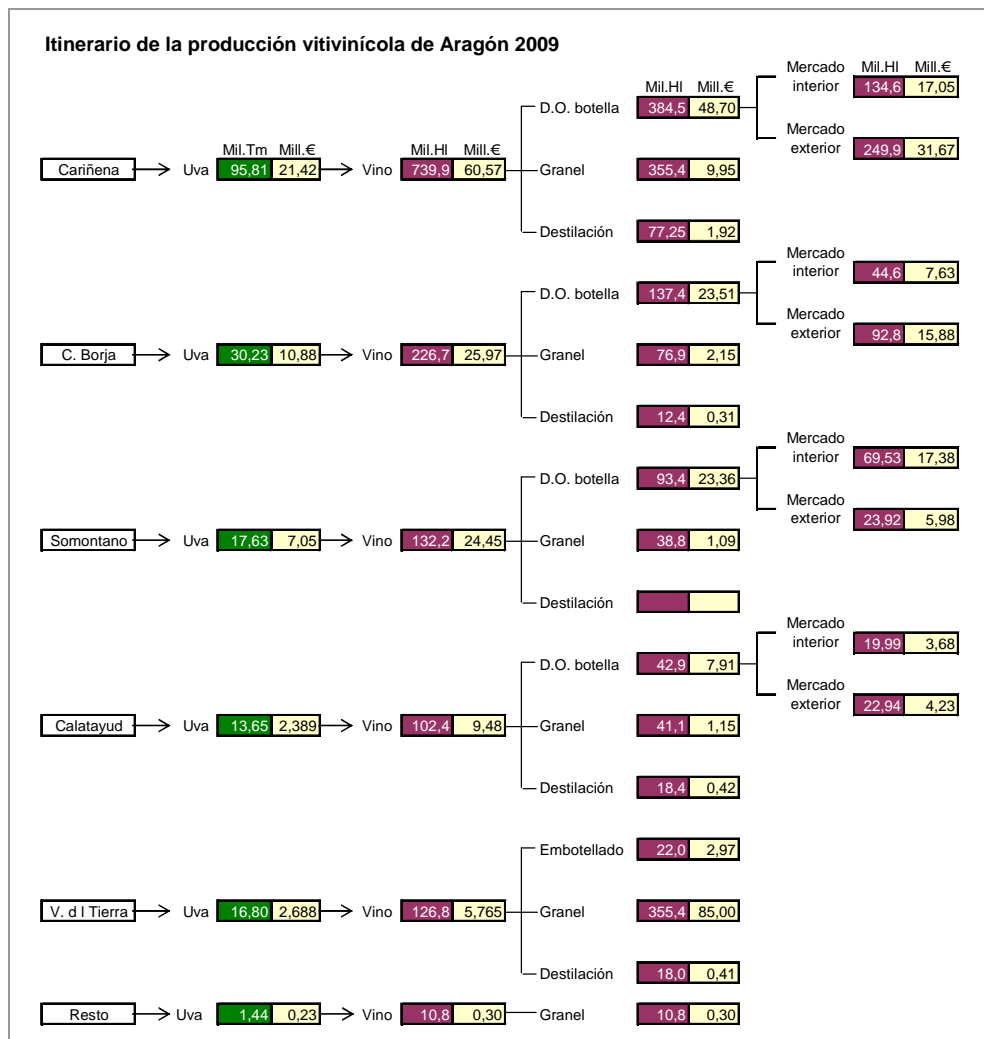 Itinerario de la producción vitivinícola de Aragón 2009
Mercado interior Mil.Hl Mill.€
134,6 17,05
Mil.Hl Mill.€
D.O. botella 384,5 48,70
Mercado exterior 249,9 31,67
Mil.Tm Mill.€ Mil.Hl Mill.€
Cariñena Uva 95,81 21,42 Vino 739,9 60,57 Granel 355,4 9,95
Destilación 77,25 1,92
Mercado interior 44,6 7,63
D.O. botella 137,4 23,51
Mercado exterior 92,8 15,88
C. Borja Uva 30,23 10,88 Vino 226,7 25,97 Granel 76,9 2,15
Destilación 12,4 0,31
Mercado interior 69,53 17,38
D.O. botella 93,4 23,36
Mercado exterior 23,92 5,98
Somontano Uva 17,63 7,05 Vino 132,2 24,45 Granel 38,8 1,09
Destilación
Mercado interior 19,99 3,68
D.O. botella 42,9 7,91
Mercado exterior 22,94 4,23
Calatayud Uva 13,65 2,389 Vino 102,4 9,48 Granel 41,1 1,15
Destilación 18,4 0,42
Embotellado 22,0 2,97
V. d l Tierra Uva 16,80 2,688 Vino 126,8 5,765 Granel 355,4 85,00
Destilación 18,0 0,41
Resto Uva 1,44 0,23 Vino 10,8 0,30 Granel 10,8 0,30